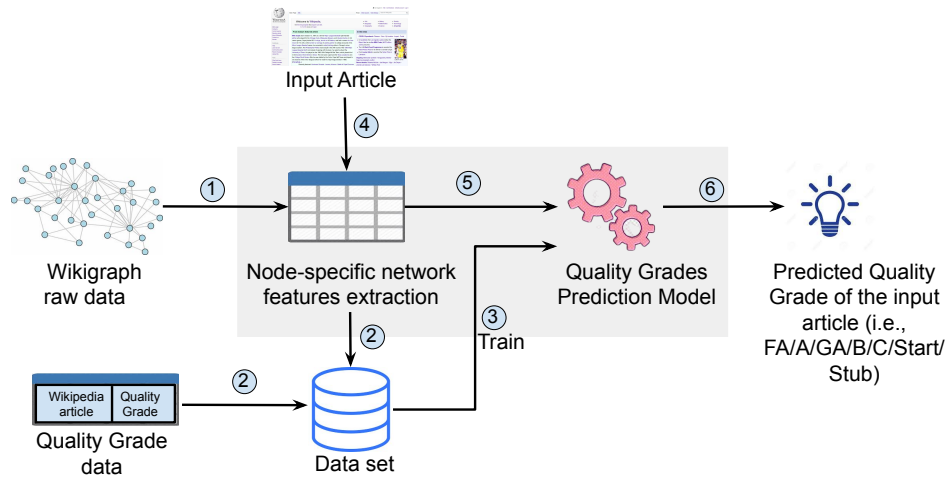 Input Article
4
1
5
6
Wikigraph
raw data
Node-specific network
features extraction
Quality Grades
Prediction Model
Predicted Quality
Grade of the input
article (i.e.,
FA/A/GA/B/C/Start/
Stub)
2
3
Train
Wikipedia
article
Quality
Grade
2
Quality Grade
data
Data set